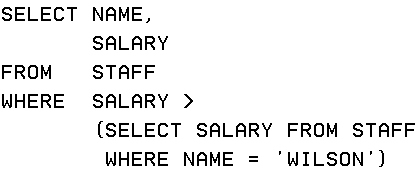 SELECT NAME,
SALARY
FROM STAFF
WHERE SALARY >
(SELECT SALARY FROM STAFF
WHERE NAME = 'WILSON')